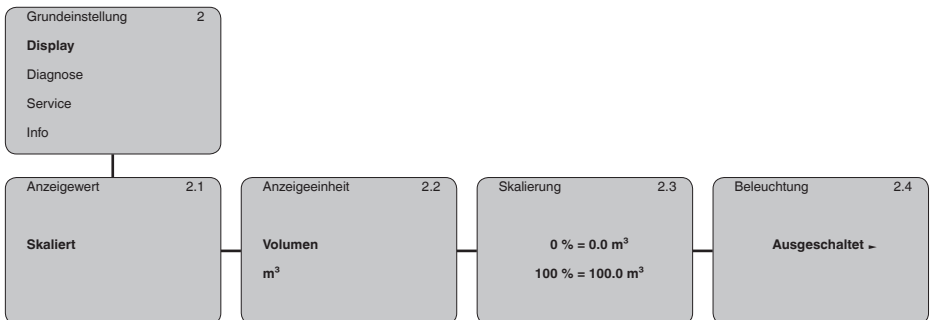 Grundeinstellung 2
Display
Diagnose
Service
Info
Anzeigewert 2.1
Skaliert
Anzeigeeinheit 2.2
Volumen
m³
Skalierung 2.3
0 % = 0.0 m³
100 % = 100.0 m³
Beleuchtung 2.4
Ausgeschaltet ►